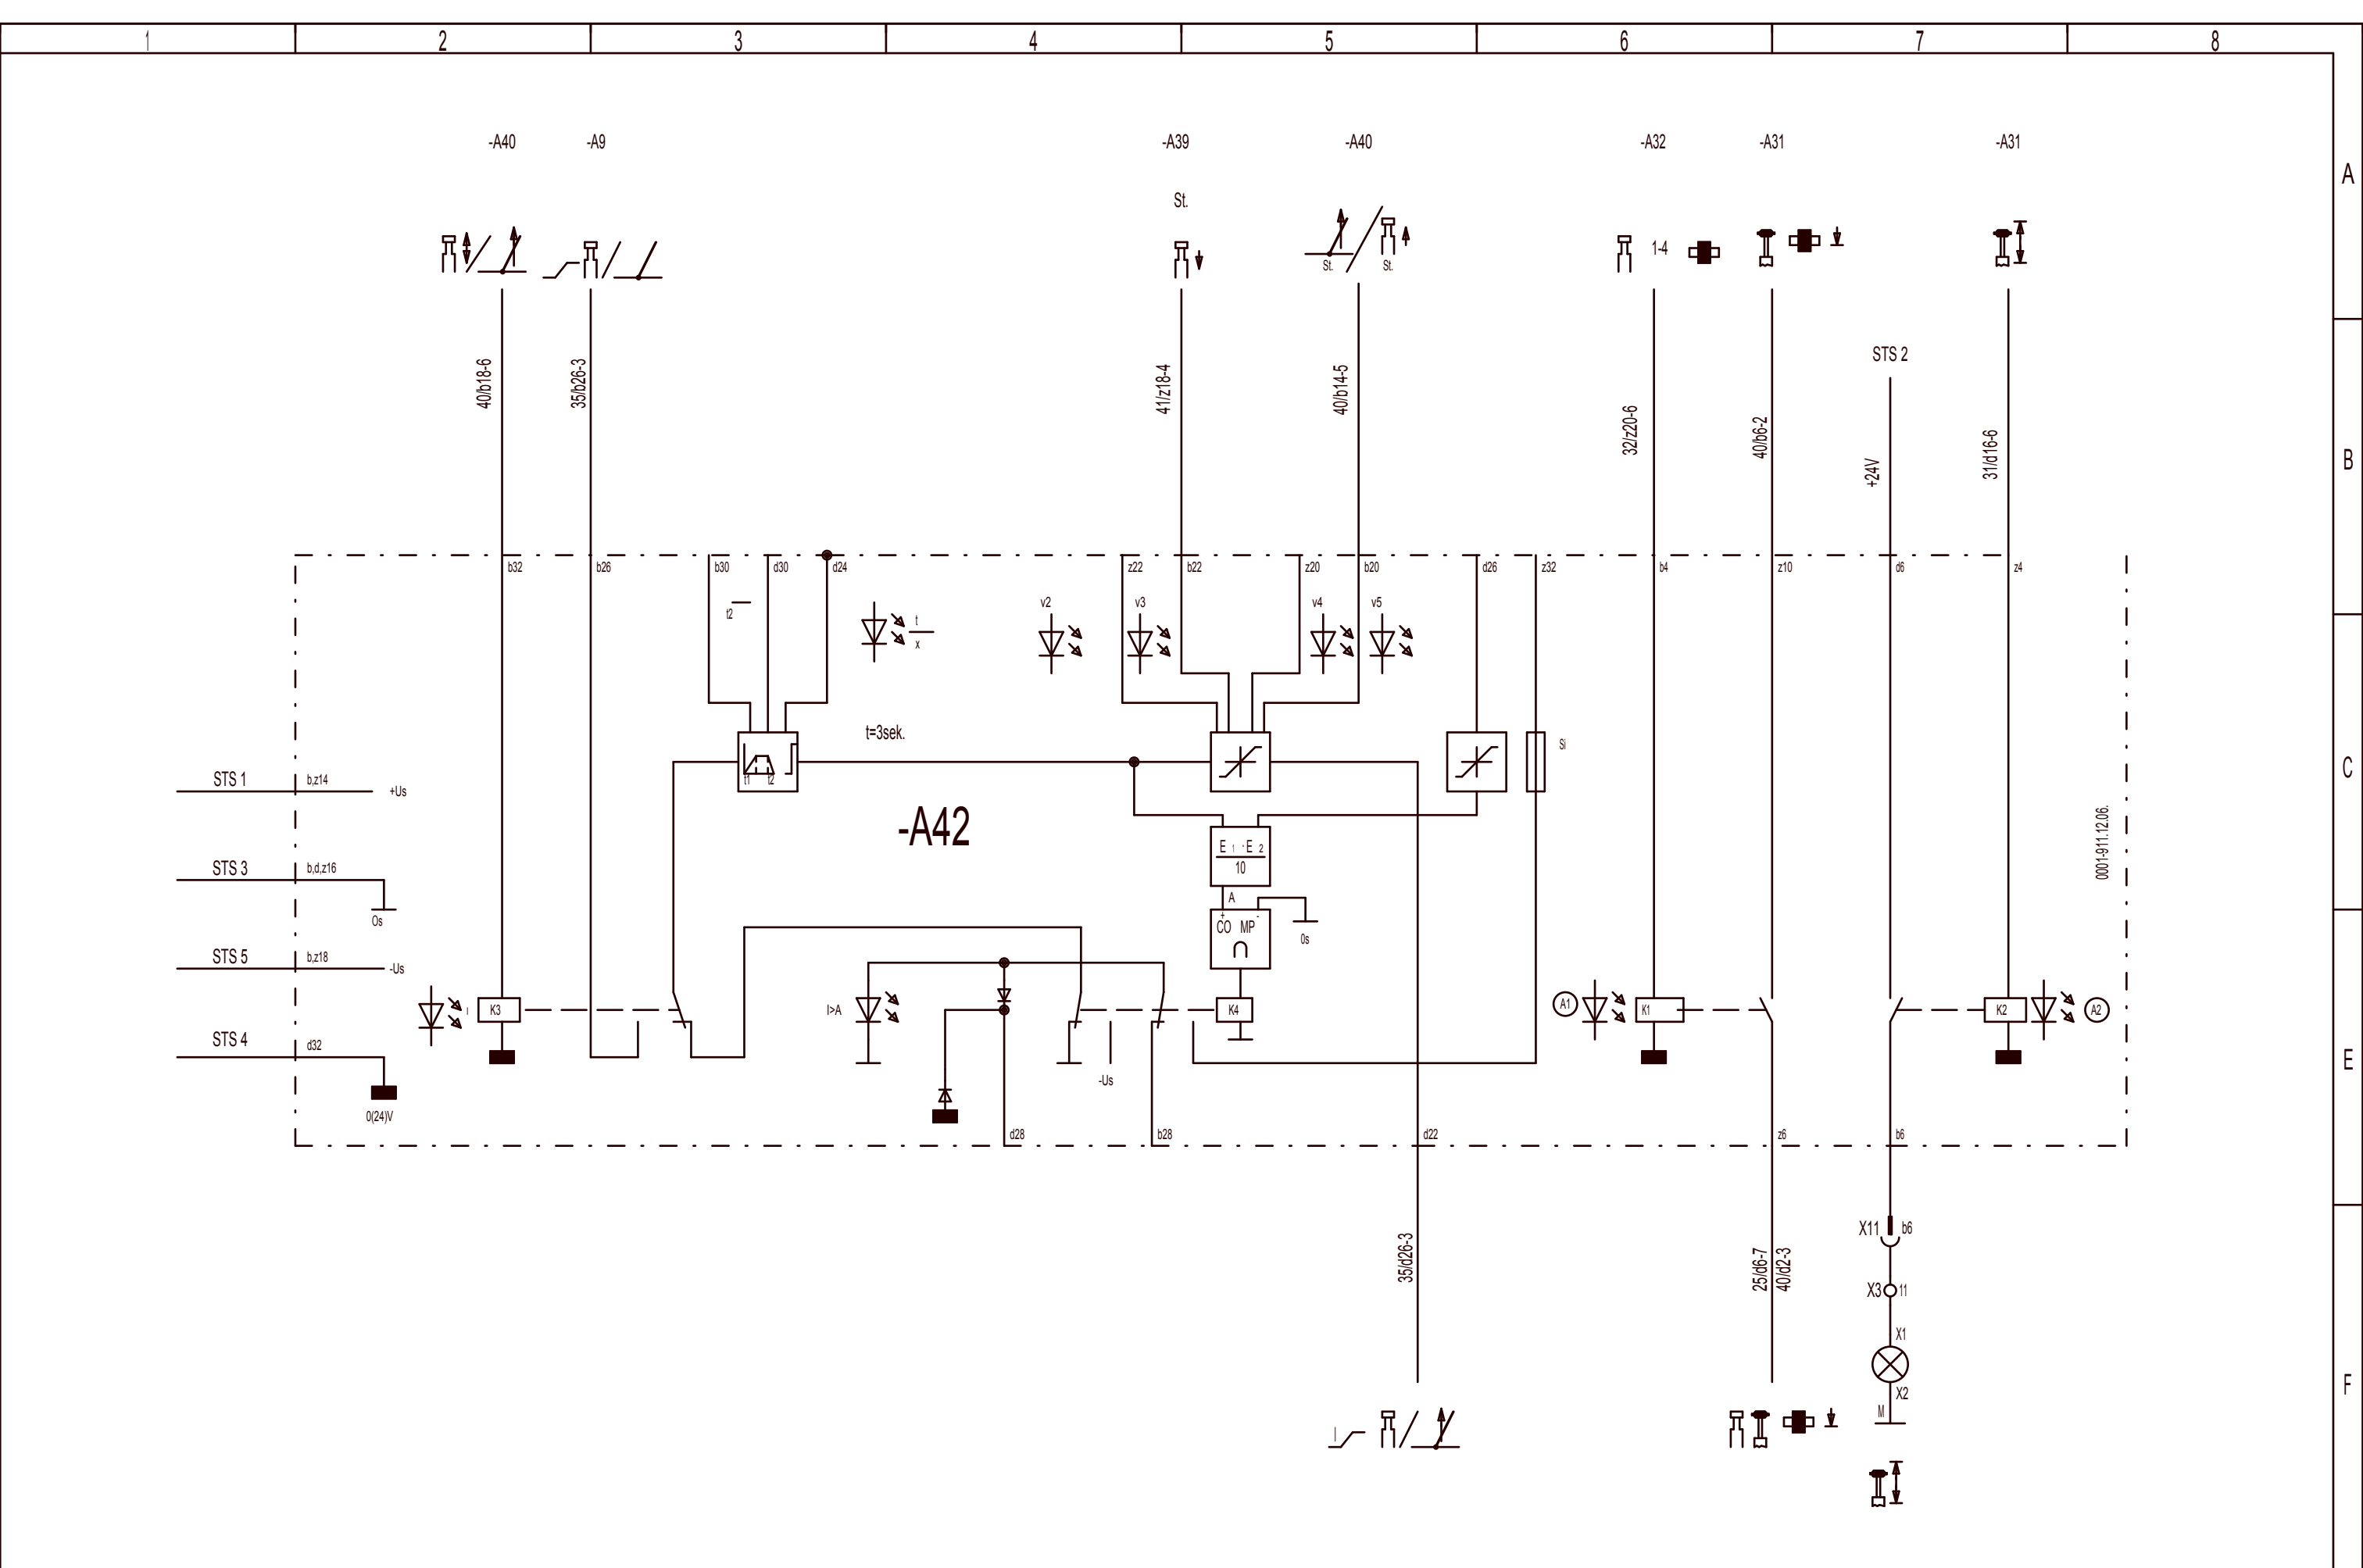 1 2 3 4 5 6 7 8
-A40 -A9 -A39 -A40 -A32 -A31 -A31
A
St.
1-4
St. St.
STS 2
40/b18-6 35/b26-3 41/z18-4 40/b14-5 32/z20-6 40/b6-2 +24V 31/d16-6
B
b32 b26 b30 d30 d24 z22 b22 z20 b20 d26 z32 b4 z10 d6 z4
t2 t v2 v3 v4 v5
x
t=3sek.
Si
C
STS 1 b,z14 +Us
t1 t2
-A42
0001-911.12.06.
E 1 · E 2
10
STS 3 b,d,z16
A
Os
+ -
CO MP
0s
STS 5 b,z18 -Us
I K3 I>A K4 A1 K1 K2 A2
STS 4 d32
E
-Us
0(24)V
d28 b28 d22 z6 b6
X11 b6
35/d26-3 25/d6-7 40/d2-3
X3 11
X1
F
X2
M